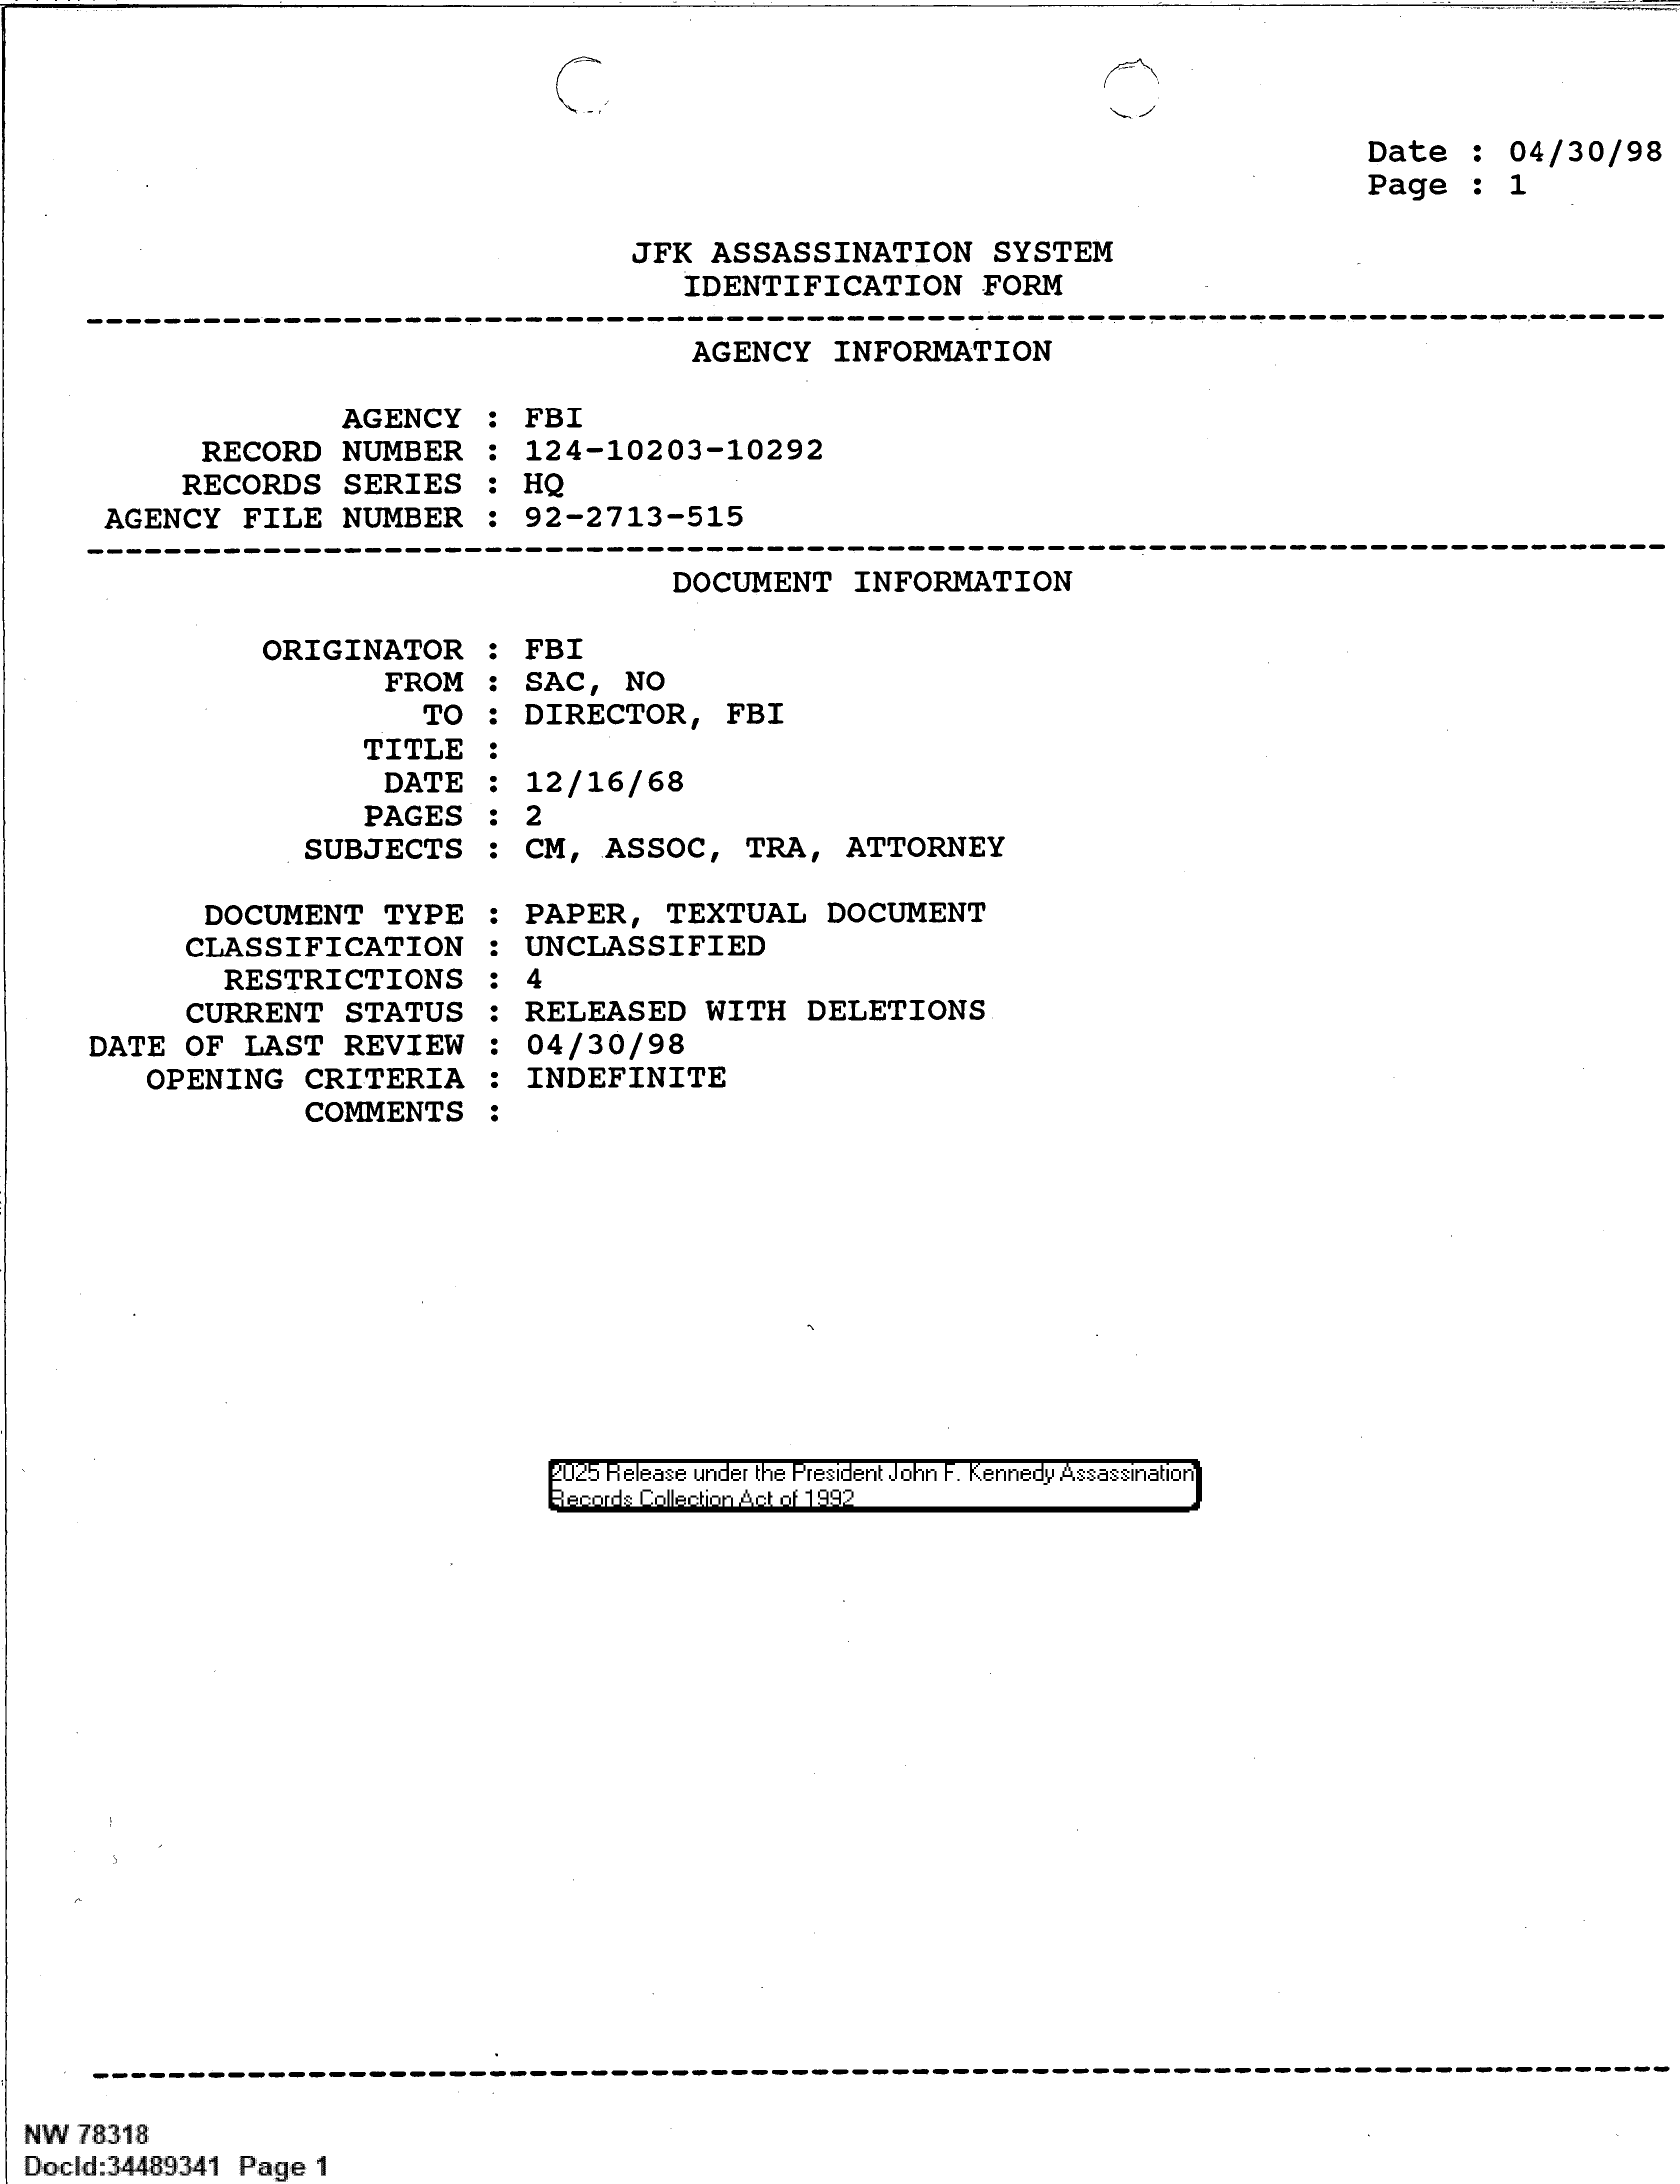 Date : 04/30/98
Page : 1
JFK ASSASSINATION SYSTEM
IDENTIFICATION FORM
AGENCY INFORMATION
AGENCY : FBI
RECORD NUMBER : 124-10203-10292
RECORDS SERIES : HQ
AGENCY FILE NUMBER : 92-2713-515
DOCUMENT INFORMATION
ORIGINATOR : FBI
FROM : SAC, NO
TO : DIRECTOR, FBI
TITLE :
DATE : 12/16/68
PAGES : 2
SUBJECTS : CM, ASSOC, TRA, ATTORNEY
DOCUMENT TYPE : PAPER, TEXTUAL DOCUMENT
CLASSIFICATION : UNCLASSIFIED
RESTRICTIONS : 4
CURRENT STATUS : RELEASED WITH DELETIONS
DATE OF LAST REVIEW : 04/30/98
OPENING CRITERIA : INDEFINITE
COMMENTS :
2025 Release under the President John F. Kennedy Assassination
Records Collection Act of 1992
NW 78318
DocId:34489341 Page 1